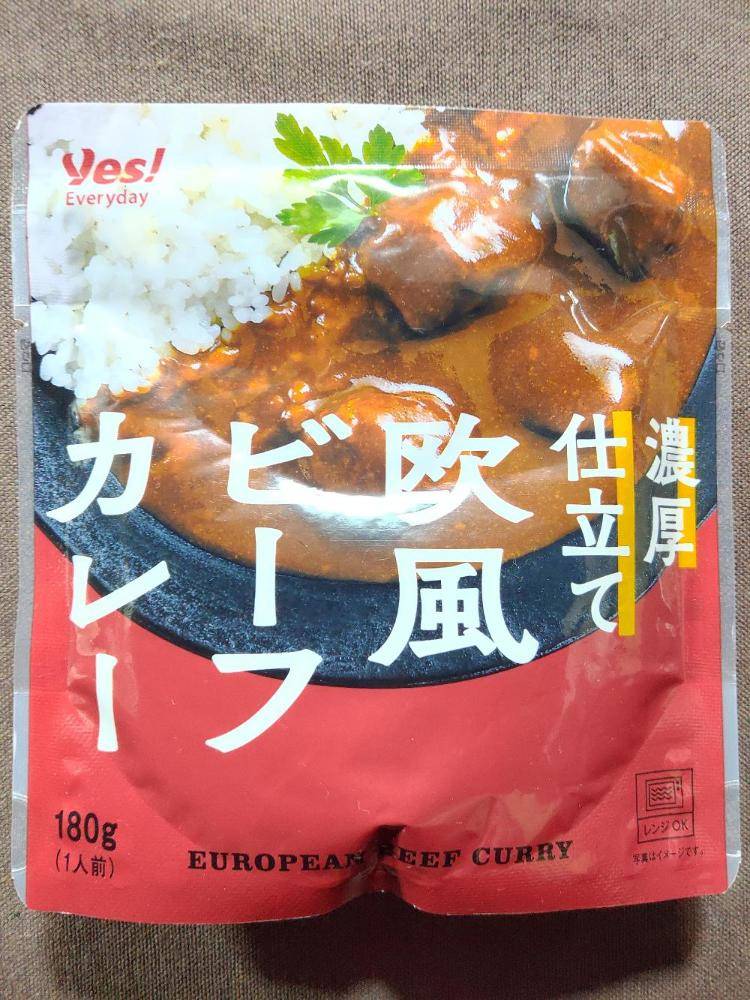 Yes!
Everyday
濃厚
仕立て
欧風
ビーフ
カレー
180g
(1人前)
EUROPEAN BEEF CURRY
レンジOK
写真はイメージです。